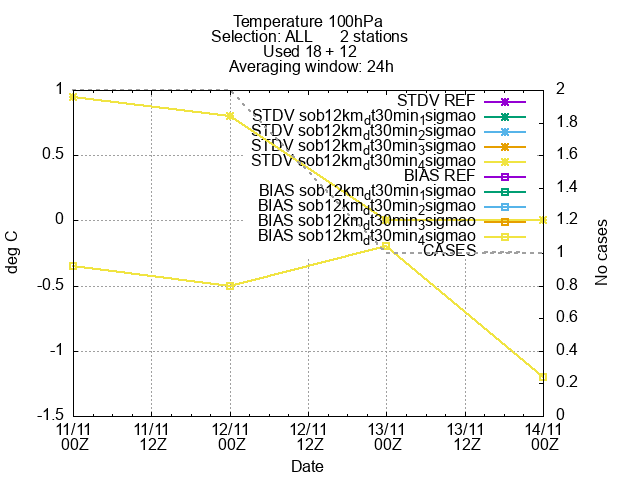 Temperature 100hPa
Selection: ALL 2 stations
Used 18 + 12
Averaging window: 24h
STDV REF
STDV sob12km_dt30min_1sigmao
STDV sob12km_dt30min_2sigmao
STDV sob12km_dt30min_3sigmao
STDV sob12km_dt30min_4sigmao
BIAS REF
BIAS sob12km_dt30min_1sigmao
BIAS sob12km_dt30min_2sigmao
BIAS sob12km_dt30min_3sigmao
BIAS sob12km_dt30min_4sigmao
CASES
1
0.5
0
-0.5
-1
-1.5
deg C
2
1.8
1.6
1.4
1.2
1
0.8
0.6
0.4
0.2
0
No cases
11/11 11/11 12/11 12/11 13/11 13/11 14/11
00Z 12Z 00Z 12Z 00Z 12Z 00Z
Date